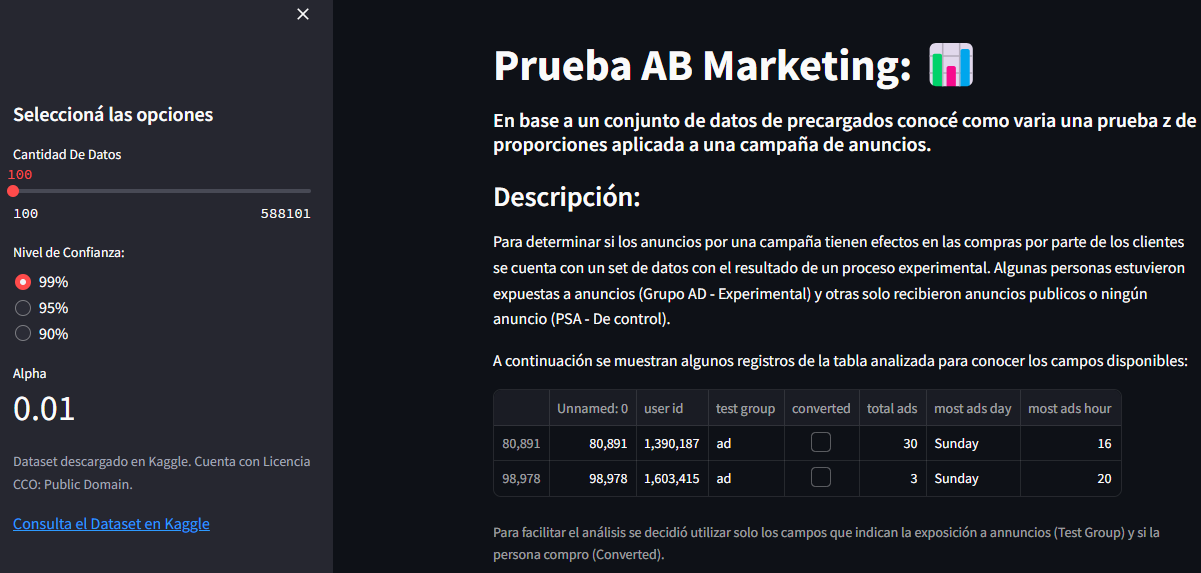 Seleccioná las opciones
Cantidad De Datos
100
100 588101
Nivel de Confianza:
99%
95%
90%
Alpha
0.01
Dataset descargado en Kaggle. Cuenta con Licencia
CCO: Public Domain.
Consulta el Dataset en Kaggle
Prueba AB Marketing:
En base a un conjunto de datos de precargados conocé como varia una prueba z de
proporciones aplicada a una campaña de anuncios.
Descripción:
Para determinar si los anuncios por una campaña tienen efectos en las compras por parte de los clientes
se cuenta con un set de datos con el resultado de un proceso experimental. Algunas personas estuvieron
expuestas a anuncios (Grupo AD - Experimental) y otras solo recibieron anuncios publicos o ningún
anuncio (PSA - De control).
A continuación se muestran algunos registros de la tabla analizada para conocer los campos disponibles:
Unnamed: 0 user id test group converted total ads most ads day most ads hour
80,891 80,891 1,390,187 ad 30 Sunday 16
98,978 98,978 1,603,415 ad 3 Sunday 20
Para facilitar el análisis se decidió utilizar solo los campos que indican la exposición a annuncios (Test Group) y si la
persona compro (Converted).